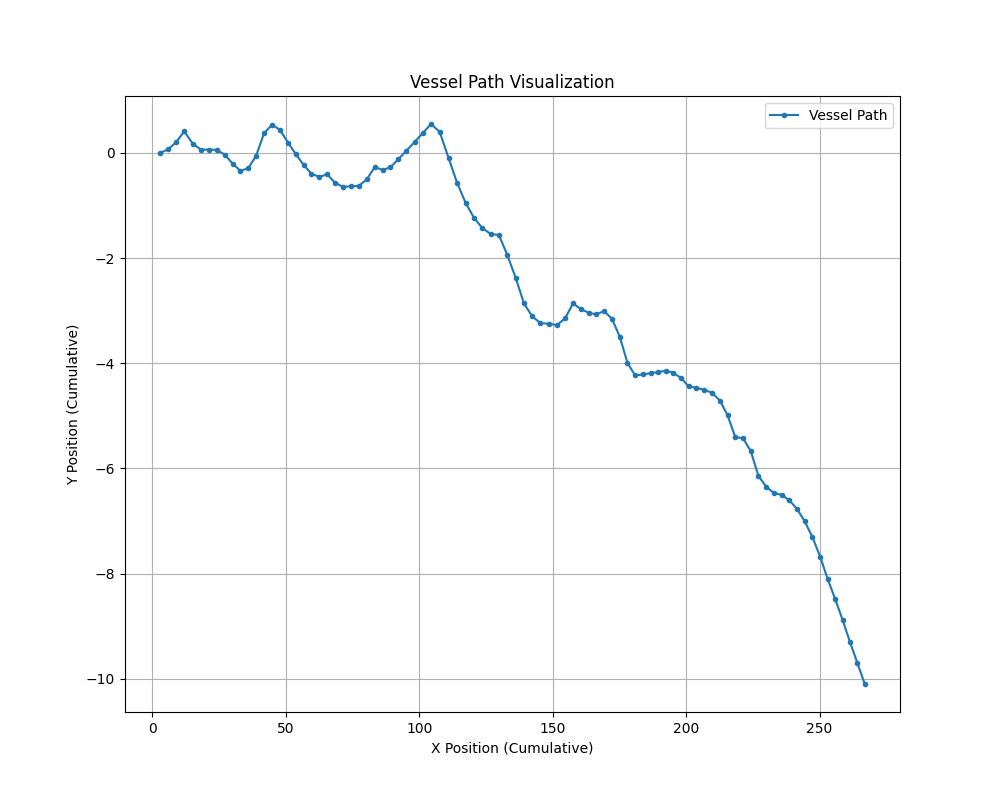 Vessel Path Visualization
Vessel Path
Y Position (Cumulative)
0
−2
−4
−6
−8
−10
0 50 100 150 200 250
X Position (Cumulative)